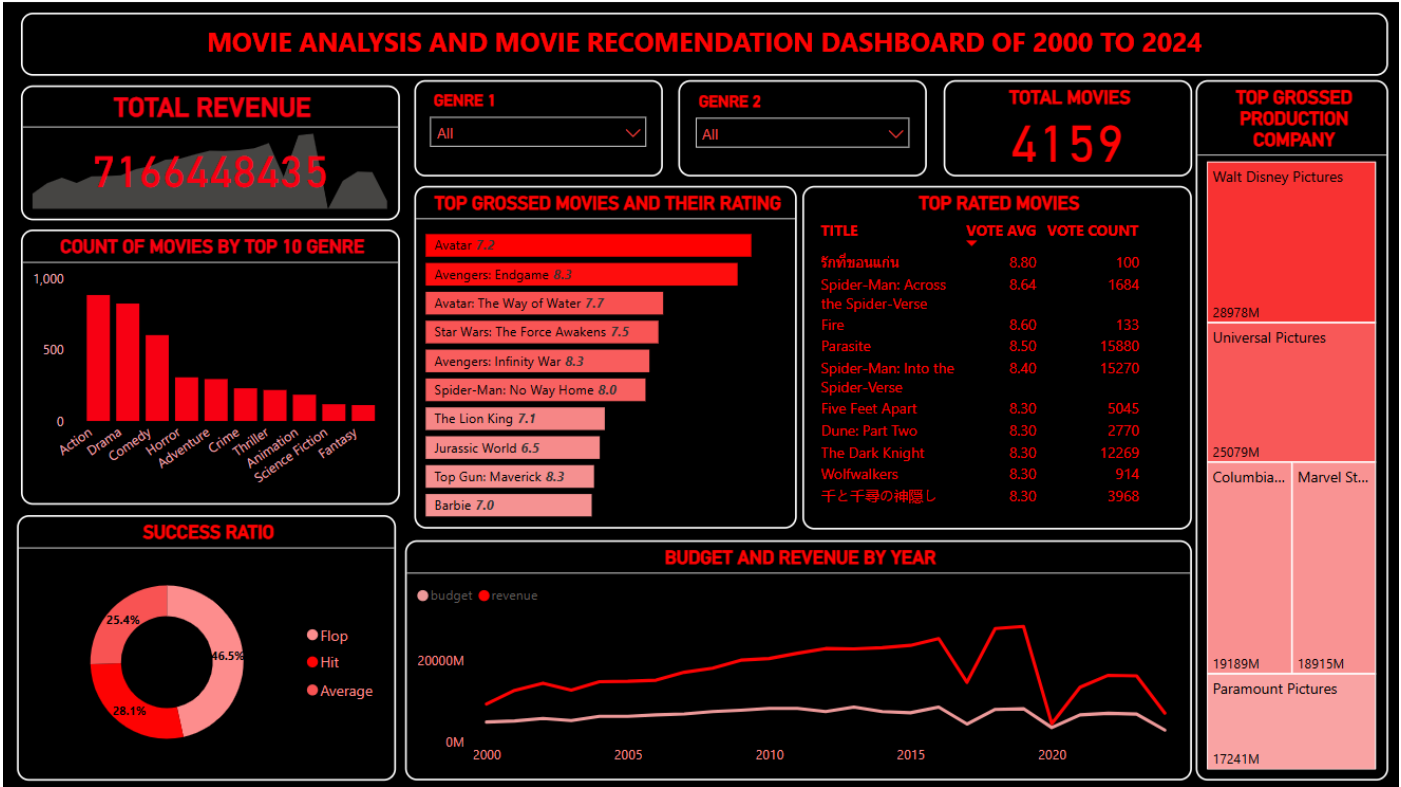 MOVIE ANALYSIS AND MOVIE RECOMENDATION DASHBOARD OF 2000 TO 2024
TOTAL REVENUE
7166448435
GENRE 1
All
GENRE 2
All
TOTAL MOVIES
4159
TOP GROSSED
PRODUCTION
COMPANY
Walt Disney Pictures
28978M
Universal Pictures
25079M
Columbia...
19189M
Marvel St...
18915M
Paramount Pictures
17241M
COUNT OF MOVIES BY TOP 10 GENRE
1,000
500
0
Action
Drama
Comedy
Horror
Adventure
Crime
Thriller
Animation
Science Fiction
Fantasy
TOP GROSSED MOVIES AND THEIR RATING
Avatar 7.2
Avengers: Endgame 8.3
Avatar: The Way of Water 7.7
Star Wars: The Force Awakens 7.5
Avengers: Infinity War 8.3
Spider-Man: No Way Home 8.0
The Lion King 7.1
Jurassic World 6.5
Top Gun: Maverick 8.3
Barbie 7.0
TOP RATED MOVIES
TITLE VOTE AVG VOTE COUNT
รักที่ขอนแก่น 8.80 100
Spider-Man: Across 8.64 1684
the Spider-Verse
Fire 8.60 133
Parasite 8.50 15880
Spider-Man: Into the 8.40 15270
Spider-Verse
Five Feet Apart 8.30 5045
Dune: Part Two 8.30 2770
The Dark Knight 8.30 12269
Wolfwalkers 8.30 914
千と千尋の神隠し 8.30 3968
SUCCESS RATIO
25.4%
46.5%
28.1%
Flop
Hit
Average
BUDGET AND REVENUE BY YEAR
budget revenue
20000M
0M
2000 2005 2010 2015 2020